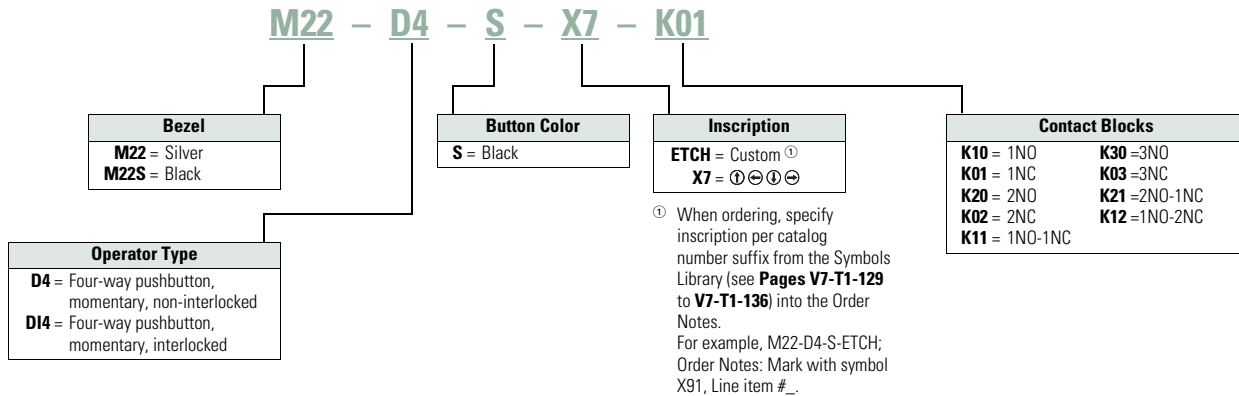 M22 – D4 – S – X7 – K01
Bezel
M22 = Silver
M22S = Black
Operator Type
D4 = Four-way pushbutton,
momentary, non-interlocked
DI4 = Four-way pushbutton,
momentary, interlocked
Button Color
S = Black
Inscription
ETCH = Custom ①
X7 = ⇧ ⇦ ⇩ ⇨
① When ordering, specify
inscription per catalog
number suffix from the Symbols
Library (see Pages V7-T1-129
to V7-T1-136) into the Order
Notes.
For example, M22-D4-S-ETCH;
Order Notes: Mark with symbol
X91, Line item #_.
Contact Blocks
K10 = 1NO K30 =3NO
K01 = 1NC K03 =3NC
K20 = 2NO K21 =2NO-1NC
K02 = 2NC K12 =1NO-2NC
K11 = 1NO-1NC